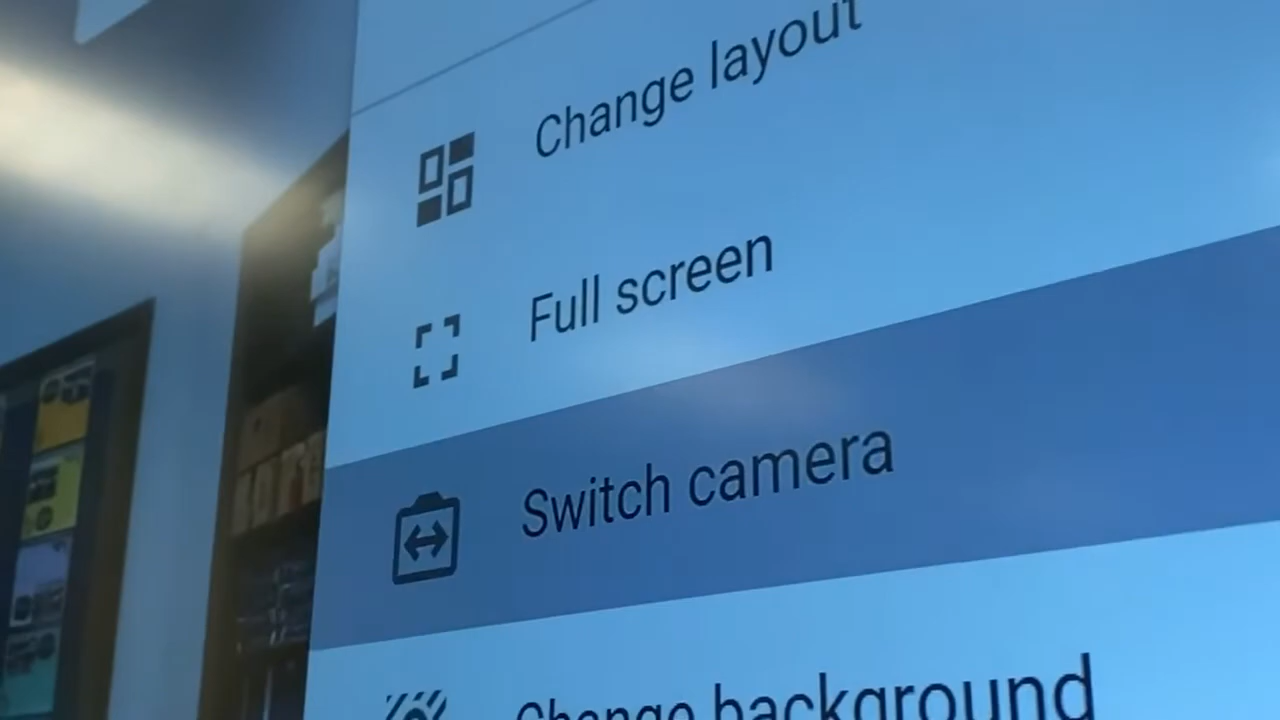 Change layout
Full screen
Switch camera
Change background